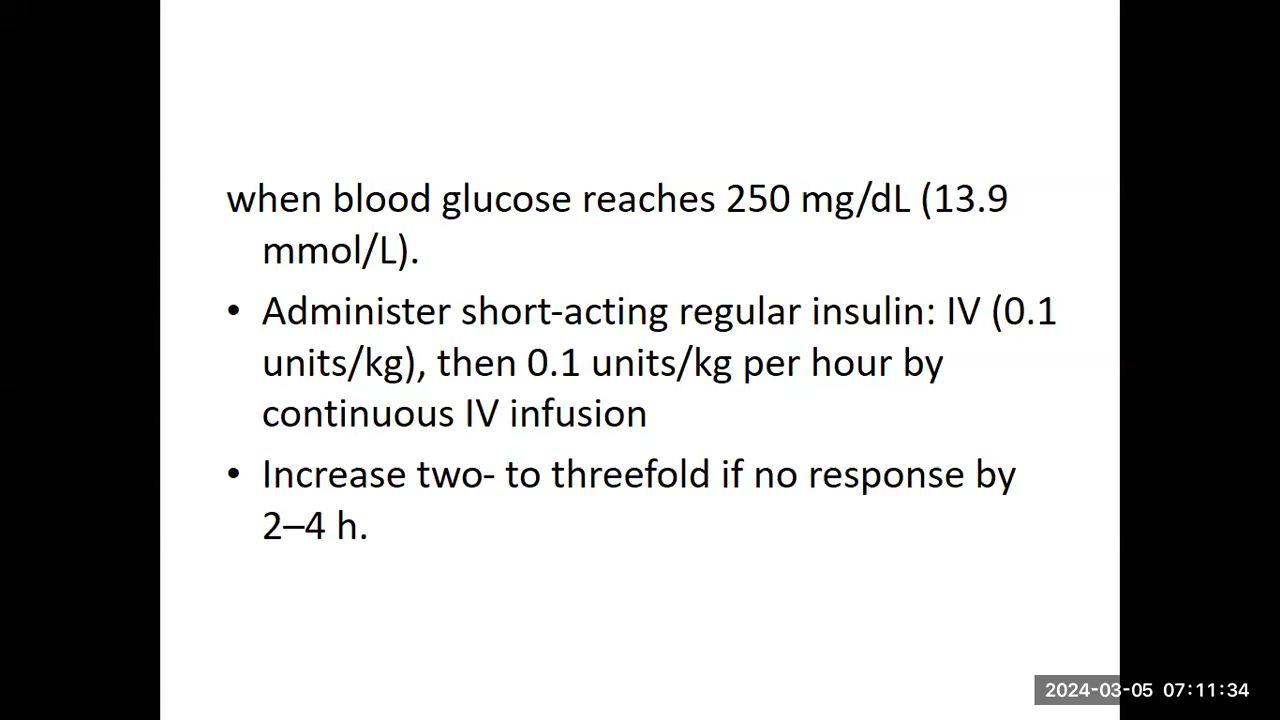 when blood glucose reaches 250 mg/dL (13.9
mmol/L).
• Administer short-acting regular insulin: IV (0.1
units/kg), then 0.1 units/kg per hour by
continuous IV infusion
• Increase two- to threefold if no response by
2–4 h.
2024-03-05 07:11:34